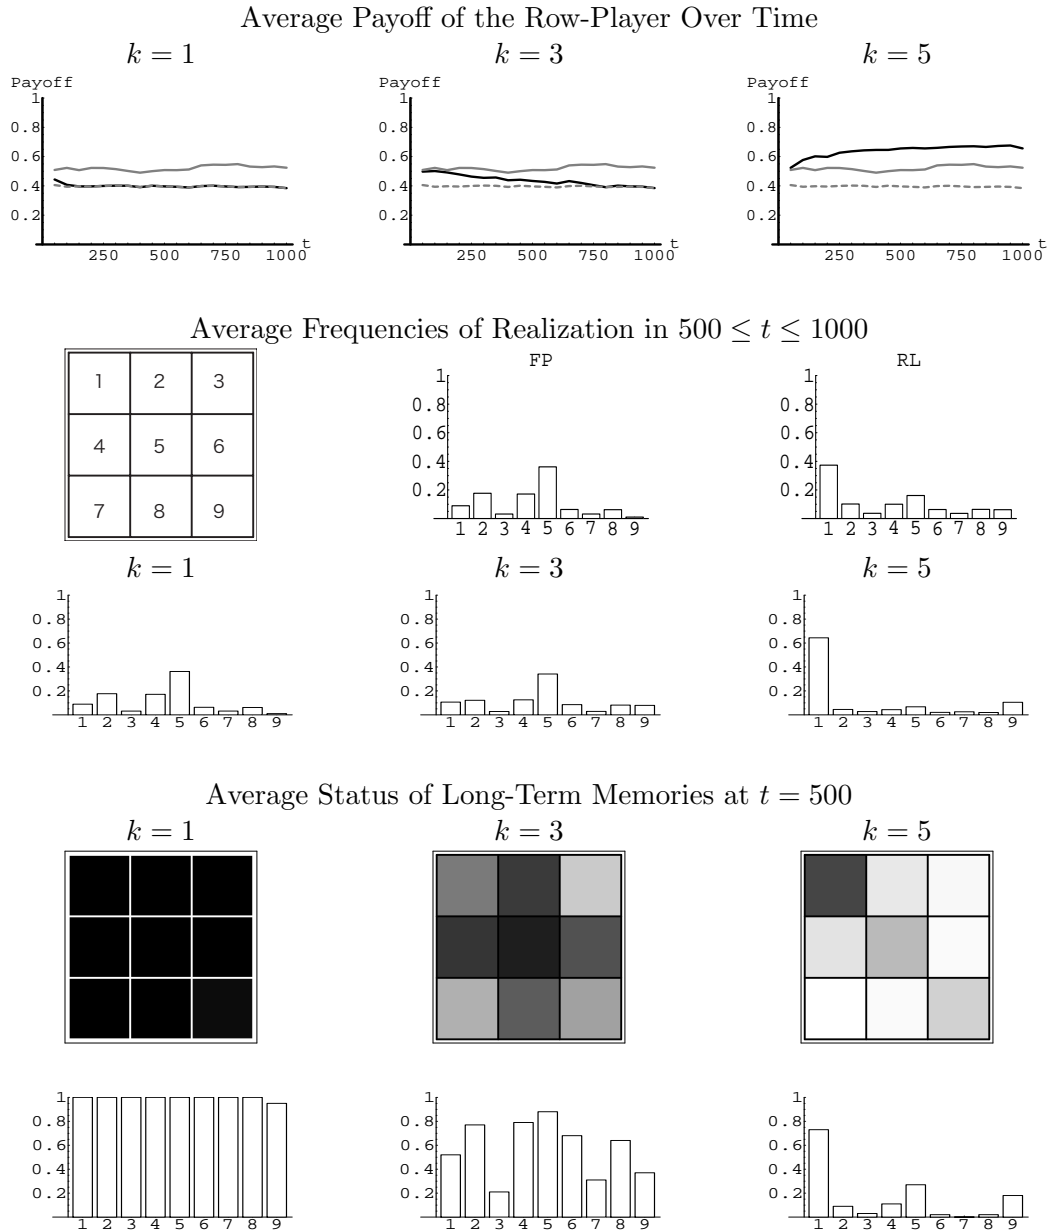 Average Payoff of the Row-Player Over Time
k = 1 k = 3 k = 5
Payoff Payoff Payoff
1 1 1
0.8 0.8 0.8
0.6 0.6 0.6
0.4 0.4 0.4
0.2 0.2 0.2
t t t
250 500 750 1000 250 500 750 1000 250 500 750 1000
Average Frequencies of Realization in 500 ≤ t ≤ 1000
FP RL
1 2 3
4 5 6
7 8 9
1 1
0.8 0.8
0.6 0.6
0.4 0.4
0.2 0.2
1 2 3 4 5 6 7 8 9 1 2 3 4 5 6 7 8 9
k = 1 k = 3 k = 5
1 1 1
0.8 0.8 0.8
0.6 0.6 0.6
0.4 0.4 0.4
0.2 0.2 0.2
1 2 3 4 5 6 7 8 9 1 2 3 4 5 6 7 8 9 1 2 3 4 5 6 7 8 9
Average Status of Long-Term Memories at t = 500
k = 1 k = 3 k = 5
1 1 1
0.8 0.8 0.8
0.6 0.6 0.6
0.4 0.4 0.4
0.2 0.2 0.2
1 2 3 4 5 6 7 8 9 1 2 3 4 5 6 7 8 9 1 2 3 4 5 6 7 8 9